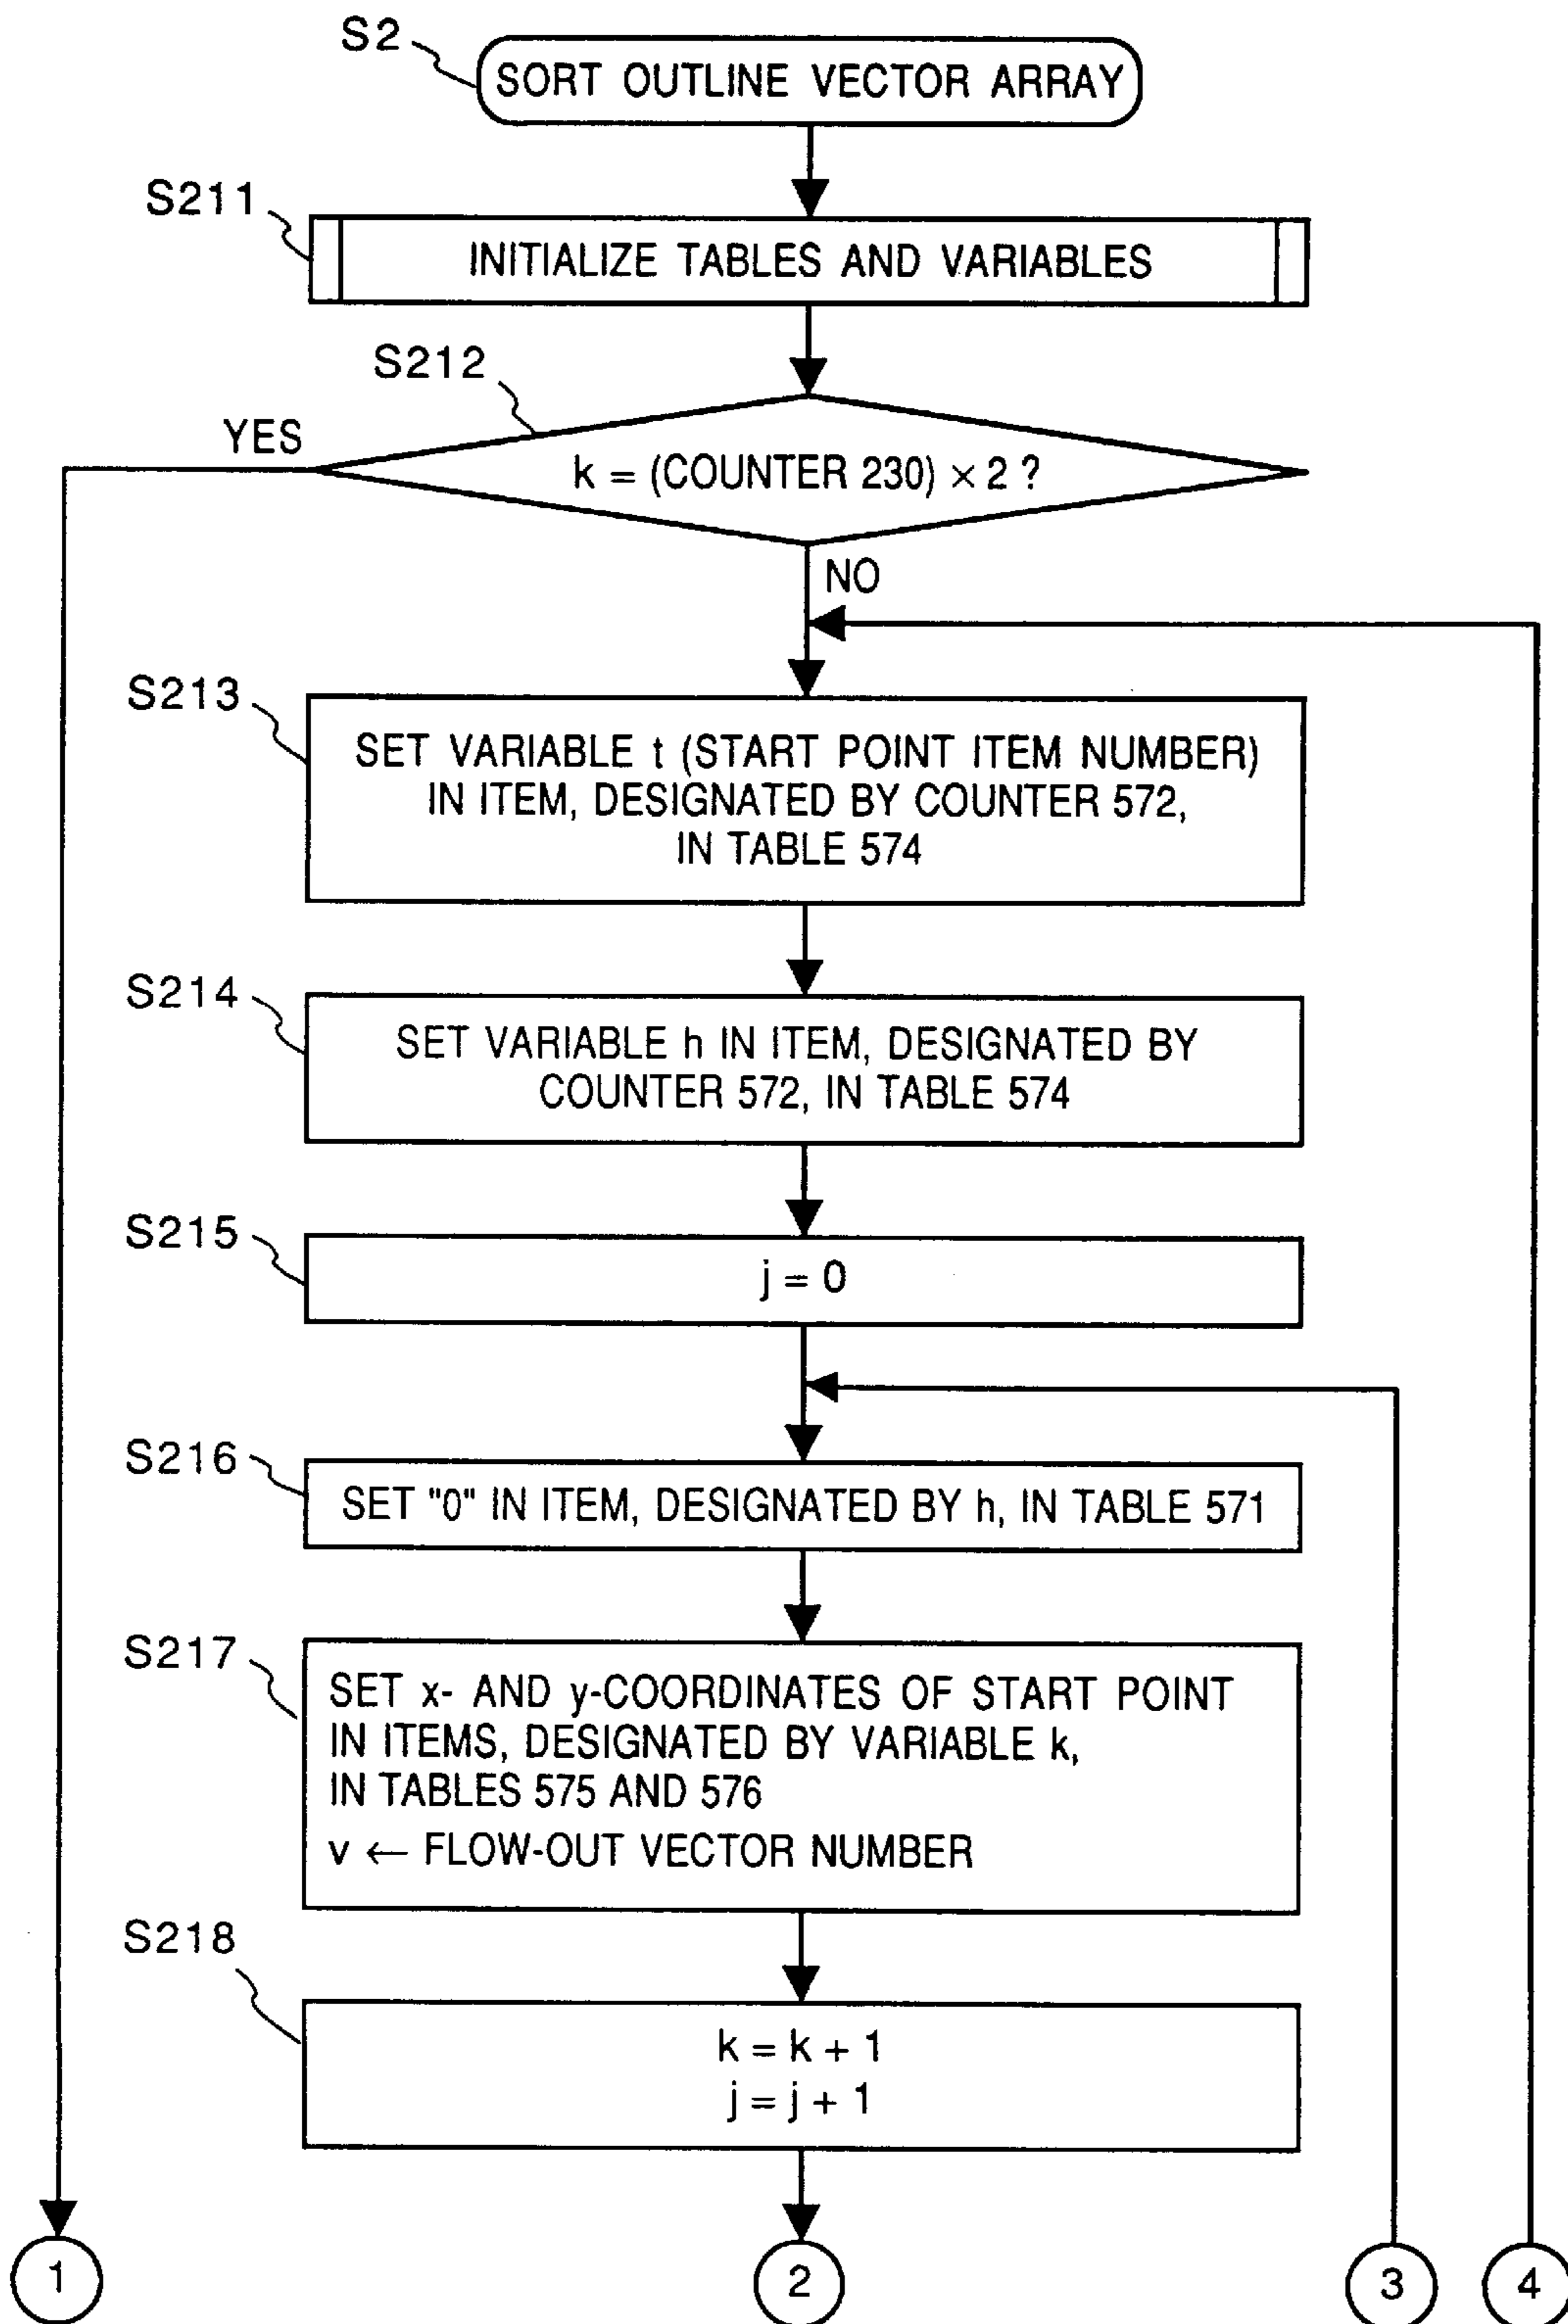 S2
SORT OUTLINE VECTOR ARRAY
S211
INITIALIZE TABLES AND VARIABLES
S212
YES
k = (COUNTER 230) × 2 ?
NO
S213
SET VARIABLE t (START POINT ITEM NUMBER)
IN ITEM, DESIGNATED BY COUNTER 572,
IN TABLE 574
S214
SET VARIABLE h IN ITEM, DESIGNATED BY
COUNTER 572, IN TABLE 574
S215
j = 0
S216
SET "0" IN ITEM, DESIGNATED BY h, IN TABLE 571
S217
SET x- AND y-COORDINATES OF START POINT
IN ITEMS, DESIGNATED BY VARIABLE k,
IN TABLES 575 AND 576
v ← FLOW-OUT VECTOR NUMBER
S218
k = k + 1
j = j + 1
1
2
3
4